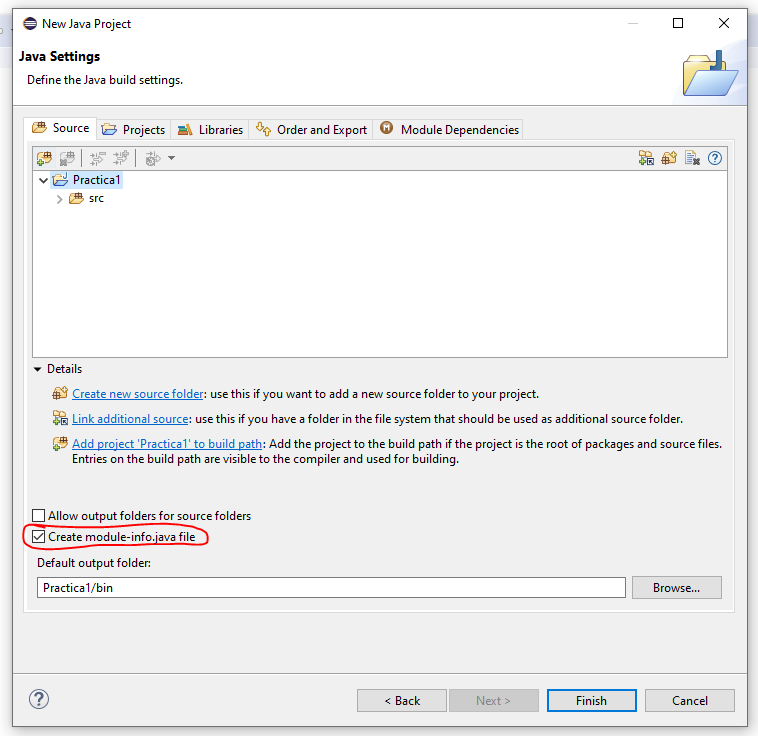 New Java Project
Java Settings
Define the Java build settings.
Source Projects Libraries Order and Export Module Dependencies
Practica1
src
Details
Create new source folder: use this if you want to add a new source folder to your project.
Link additional source: use this if you have a folder in the file system that should be used as additional source folder.
Add project 'Practica1' to build path: Add the project to the build path if the project is the root of packages and source files.
Entries on the build path are visible to the compiler and used for building.
Allow output folders for source folders
Create module-info.java file
Default output folder:
Practica1/bin Browse...
< Back Next > Finish Cancel